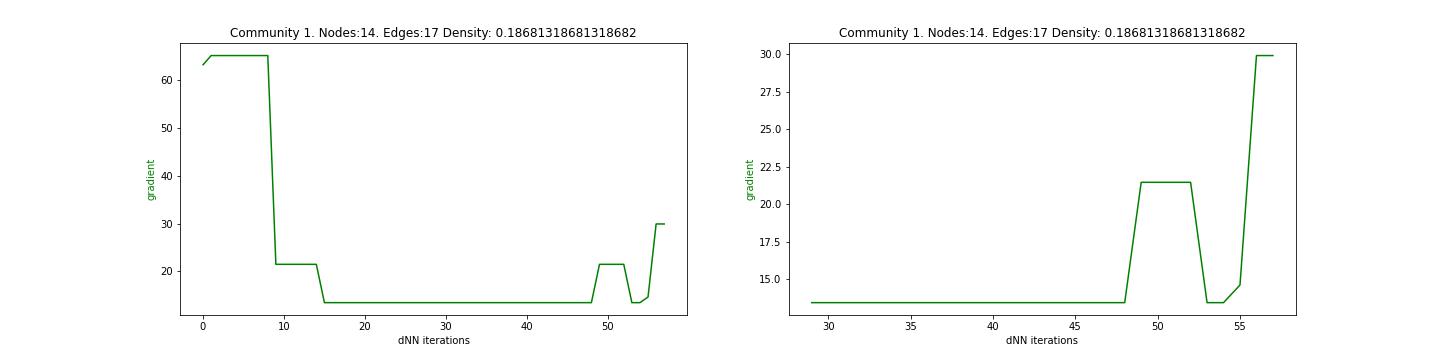 Community 1. Nodes:14. Edges:17 Density: 0.18681318681318682
60
50
40
30
20
gradient
0 10 20 30 40 50
dNN iterations
Community 1. Nodes:14. Edges:17 Density: 0.18681318681318682
30.0
27.5
25.0
22.5
20.0
17.5
15.0
gradient
30 35 40 45 50 55
dNN iterations